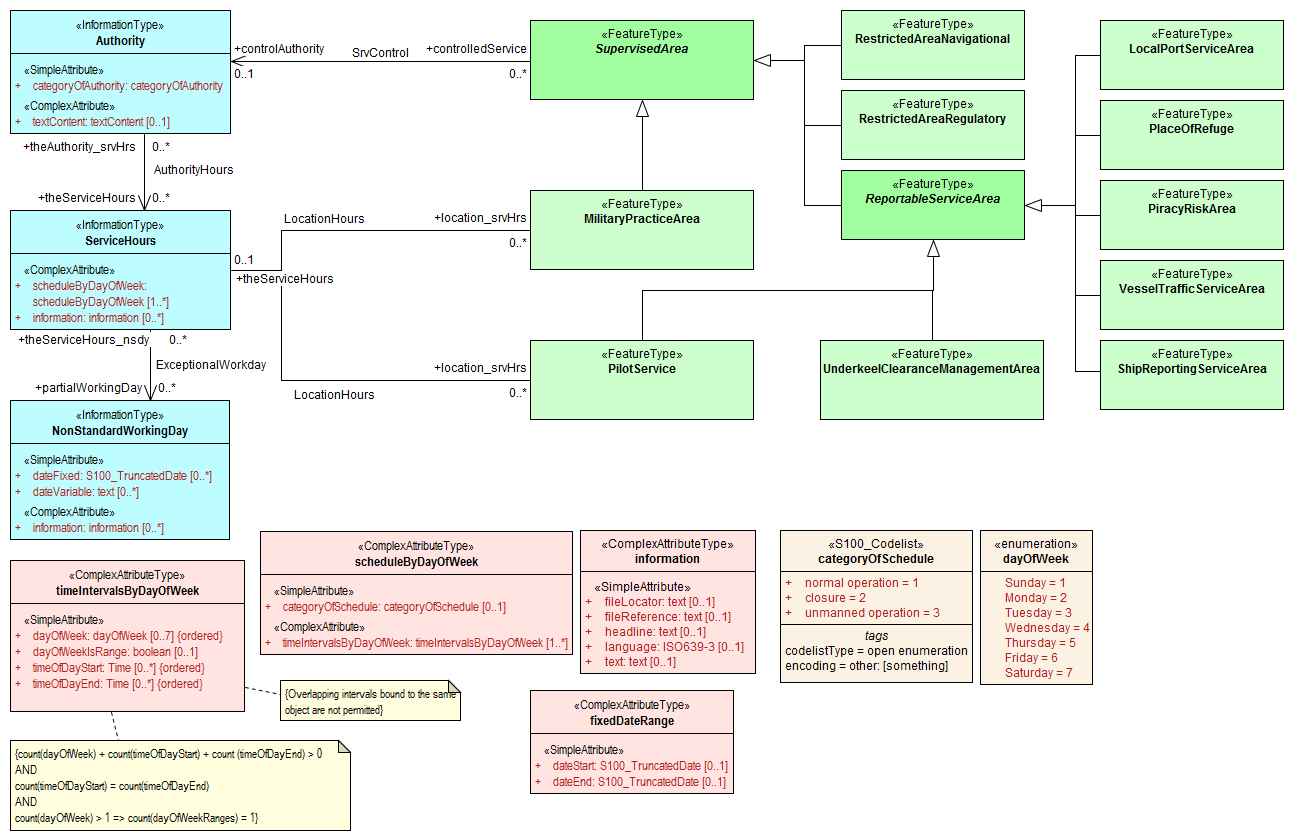 «InformationType»
Authority
«SimpleAttribute»
+ categoryOfAuthority: categoryOfAuthority
«ComplexAttribute»
+ textContent: textContent [0..1]
+controlAuthority
SrvControl
+controlledService
0..1
0..*
«FeatureType»
SupervisedArea
«FeatureType»
RestrictedAreaNavigational
«FeatureType»
RestrictedAreaRegulatory
«FeatureType»
ReportableServiceArea
«FeatureType»
LocalPortServiceArea
«FeatureType»
PlaceOfRefuge
«FeatureType»
PiracyRiskArea
«FeatureType»
VesselTrafficServiceArea
«FeatureType»
ShipReportingServiceArea
+theAuthority_srvHrs 0..*
AuthorityHours
+theServiceHours 0..*
«InformationType»
ServiceHours
«ComplexAttribute»
+ scheduleByDayOfWeek:
scheduleByDayOfWeek [1..*]
+ information: information [0..*]
0..1
+theServiceHours
LocationHours
+location_srvHrs
0..*
«FeatureType»
MilitaryPracticeArea
LocationHours
+location_srvHrs
0..*
«FeatureType»
PilotService
«FeatureType»
UnderkeelClearanceManagementArea
+theServiceHours_nsdy 0..*
ExceptionalWorkday
+partialWorkingDay 0..*
«InformationType»
NonStandardWorkingDay
«SimpleAttribute»
+ dateFixed: S100_TruncatedDate [0..*]
+ dateVariable: text [0..*]
«ComplexAttribute»
+ information: information [0..*]
«ComplexAttributeType»
timeIntervalsByDayOfWeek
«SimpleAttribute»
+ dayOfWeek: dayOfWeek [0..7] {ordered}
+ dayOfWeekIsRange: boolean [0..1]
+ timeOfDayStart: Time [0..*] {ordered}
+ timeOfDayEnd: Time [0..*] {ordered}
«ComplexAttributeType»
scheduleByDayOfWeek
«SimpleAttribute»
+ categoryOfSchedule: categoryOfSchedule [0..1]
«ComplexAttribute»
+ timeIntervalsByDayOfWeek: timeIntervalsByDayOfWeek [1..*]
«ComplexAttributeType»
information
«SimpleAttribute»
+ fileLocator: text [0..1]
+ fileReference: text [0..1]
+ headline: text [0..1]
+ language: ISO639-3 [0..1]
+ text: text [0..1]
«S100_Codelist»
categoryOfSchedule
+ normal operation = 1
+ closure = 2
+ unmanned operation = 3
tags
codelistType = open enumeration
encoding = other: [something]
«enumeration»
dayOfWeek
Sunday = 1
Monday = 2
Tuesday = 3
Wednesday = 4
Thursday = 5
Friday = 6
Saturday = 7
{Overlapping intervals bound to the same
object are not permitted}
«ComplexAttributeType»
fixedDateRange
«SimpleAttribute»
+ dateStart: S100_TruncatedDate [0..1]
+ dateEnd: S100_TruncatedDate [0..1]
{count(dayOfWeek) + count(timeOfDayStart) + count (timeOfDayEnd) > 0
AND
count(timeOfDayStart) = count(timeOfDayEnd)
AND
count(dayOfWeek) > 1 => count(dayOfWeekRanges) = 1}